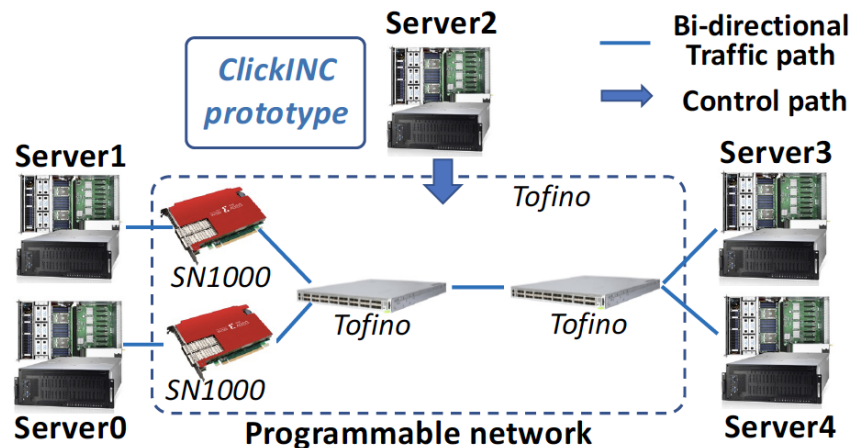 Server2
Bi-directional
Traffic path
ClickINC
prototype
Control path
Server1
Server3
Tofino
SN1000
Tofino
Tofino
SN1000
Server0
Programmable network
Server4